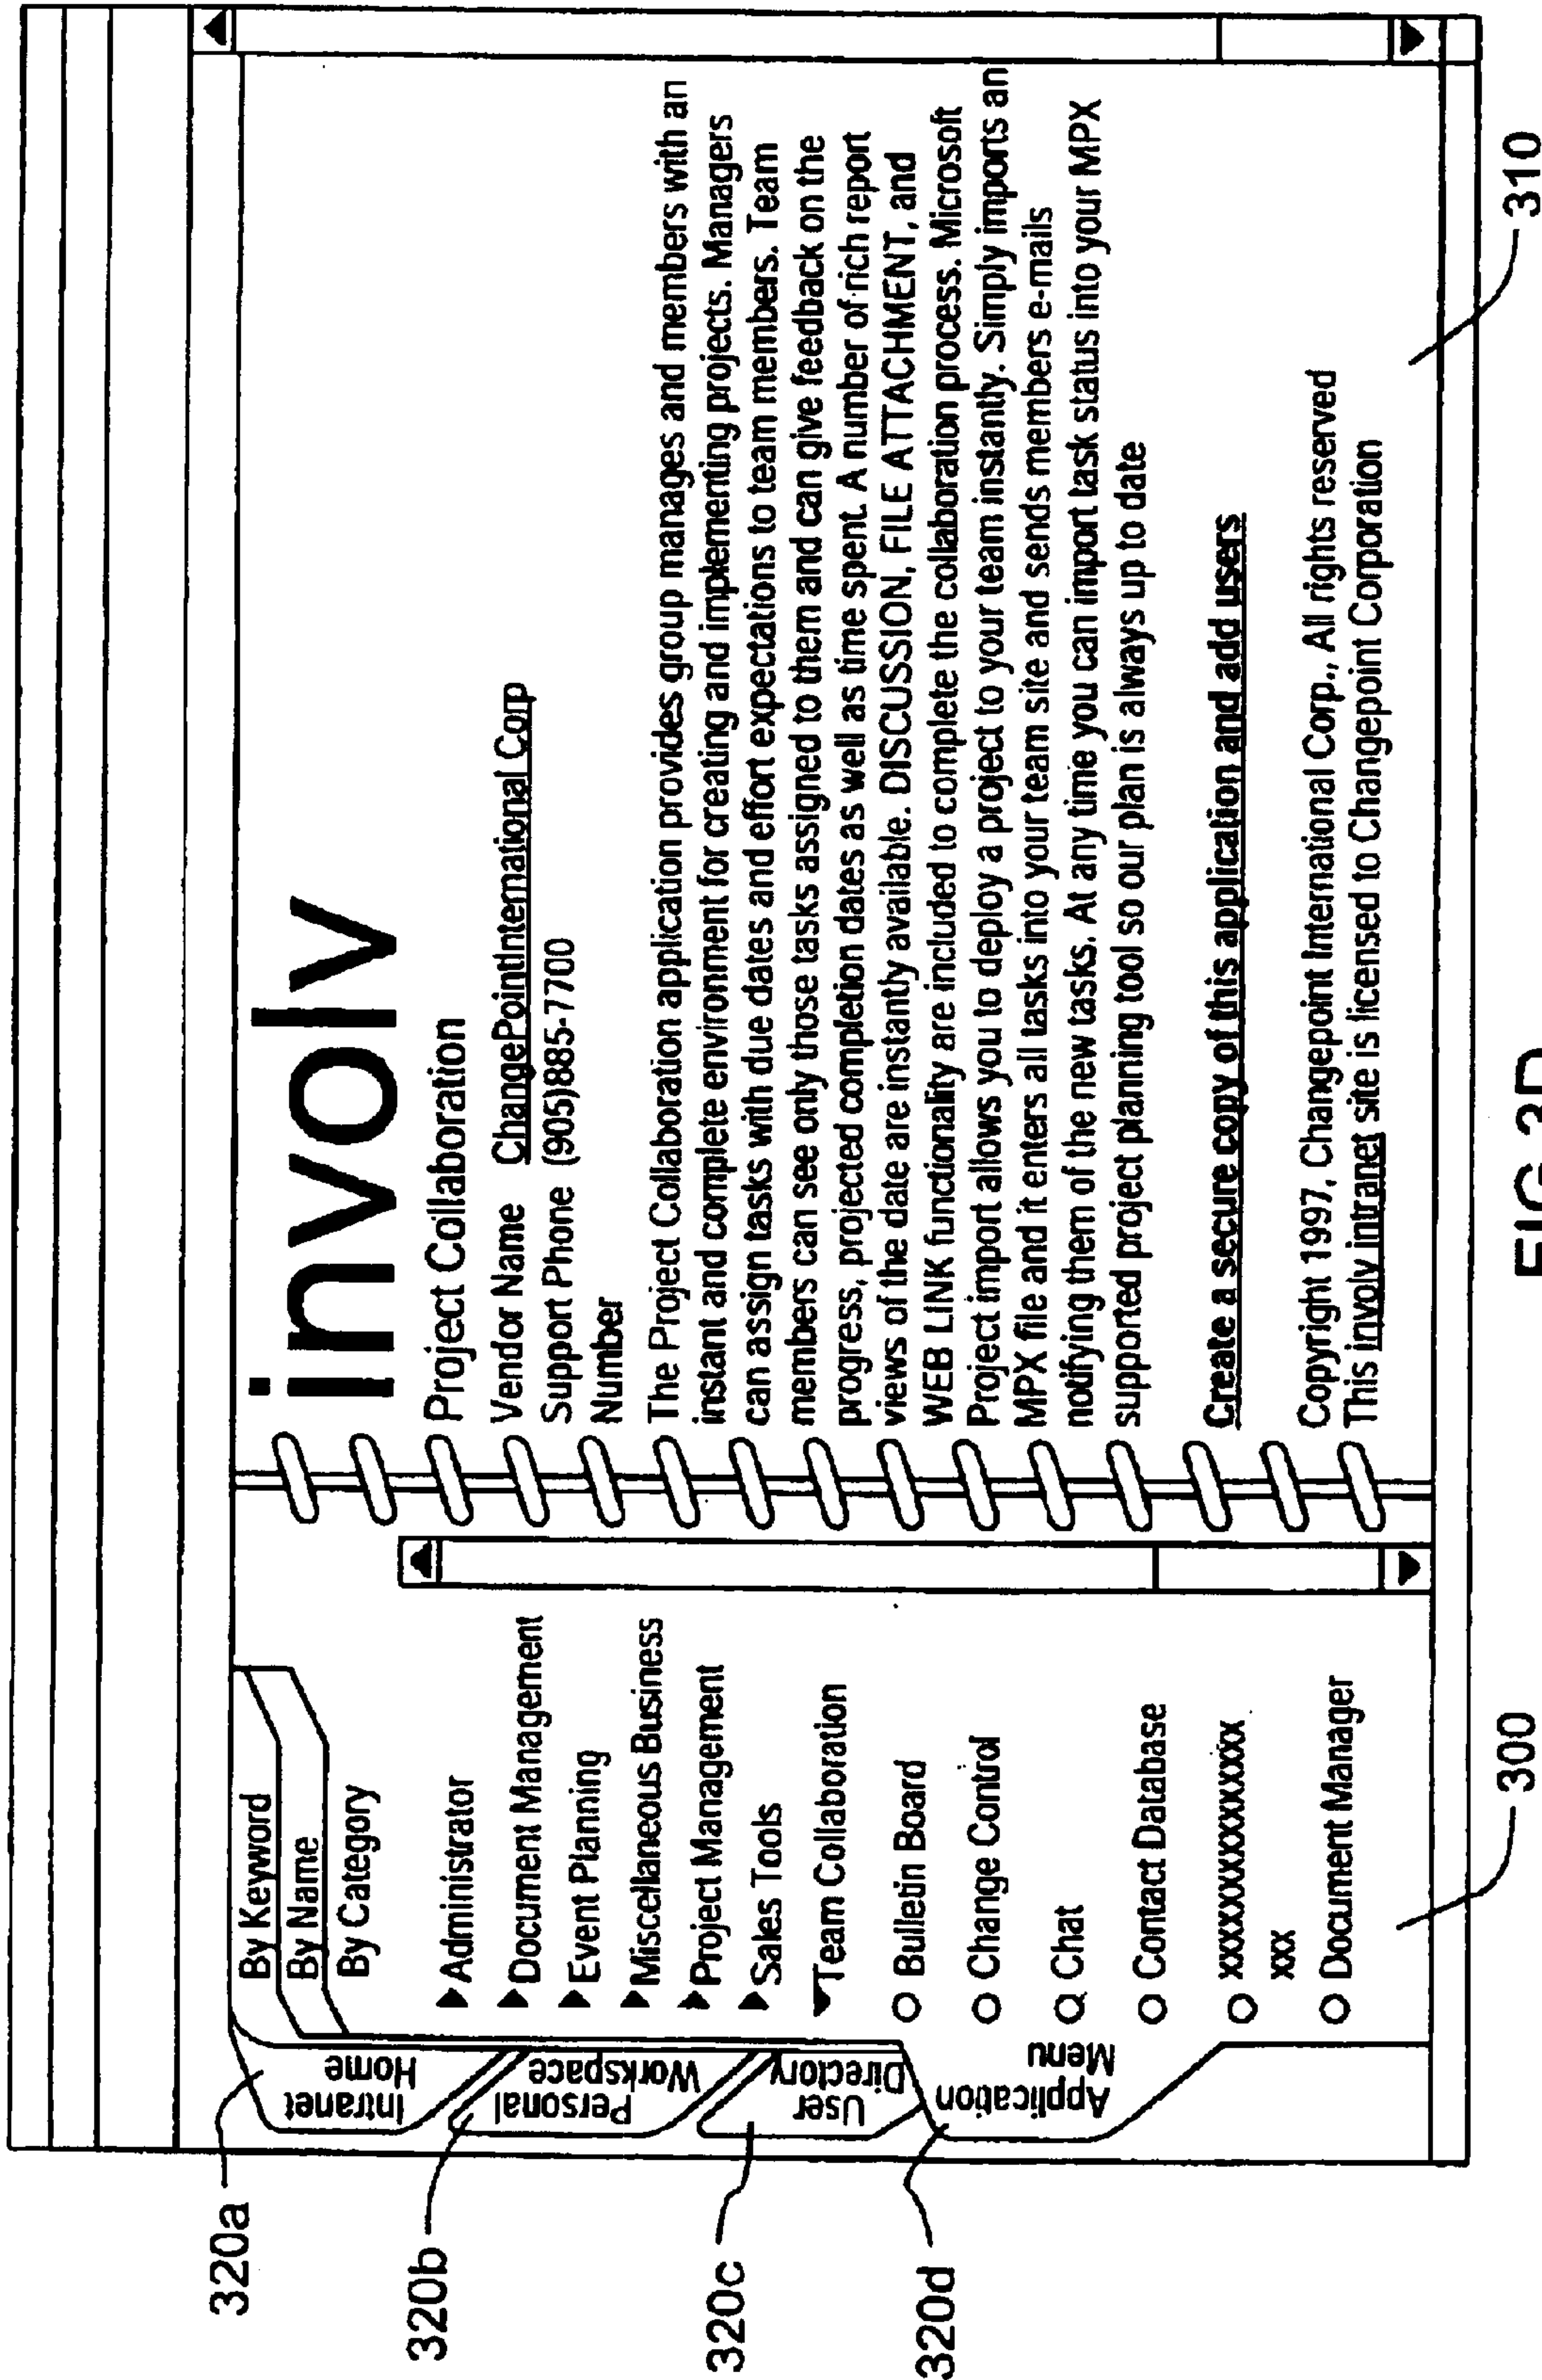 320a
320b
320c
320d
Intranet
Home
Personal
Workspace
User
Directory
Application
Menu
By Keyword
By Name
By Category
Administrator
Document Management
Event Planning
Miscellaneous Business
Project Management
Sales Tools
Team Collaboration
Bulletin Board
Change Control
Chat
Contact Database
xxxxxxxxxxxxxxx
xxx
Document Manager
300
involv
Project Collaboration
Vendor Name ChangePointInternational Corp
Support Phone (905)885-7700
Number
The Project Collaboration application provides group manages and members with an
instant and complete environment for creating and implementing projects. Managers
can assign tasks with due dates and effort expectations to team members. Team
members can see only those tasks assigned to them and can give feedback on the
progress, projected completion dates as well as time spent. A number of rich report
views of the date are instantly available. DISCUSSION, FILE ATTACHMENT, and
WEB LINK functionality are included to complete the collaboration process. Microsoft
Project import allows you to deploy a project to your team instantly. Simply imports an
MPX file and it enters all tasks into your team site and sends members e-mails
notifying them of the new tasks. At any time you can import task status into your MPX
supported project planning tool so our plan is always up to date
Create a secure copy of this application and add users
Copyright 1997, Changepoint International Corp., All rights reserved
This involv intranet site is licensed to Changepoint Corporation
310